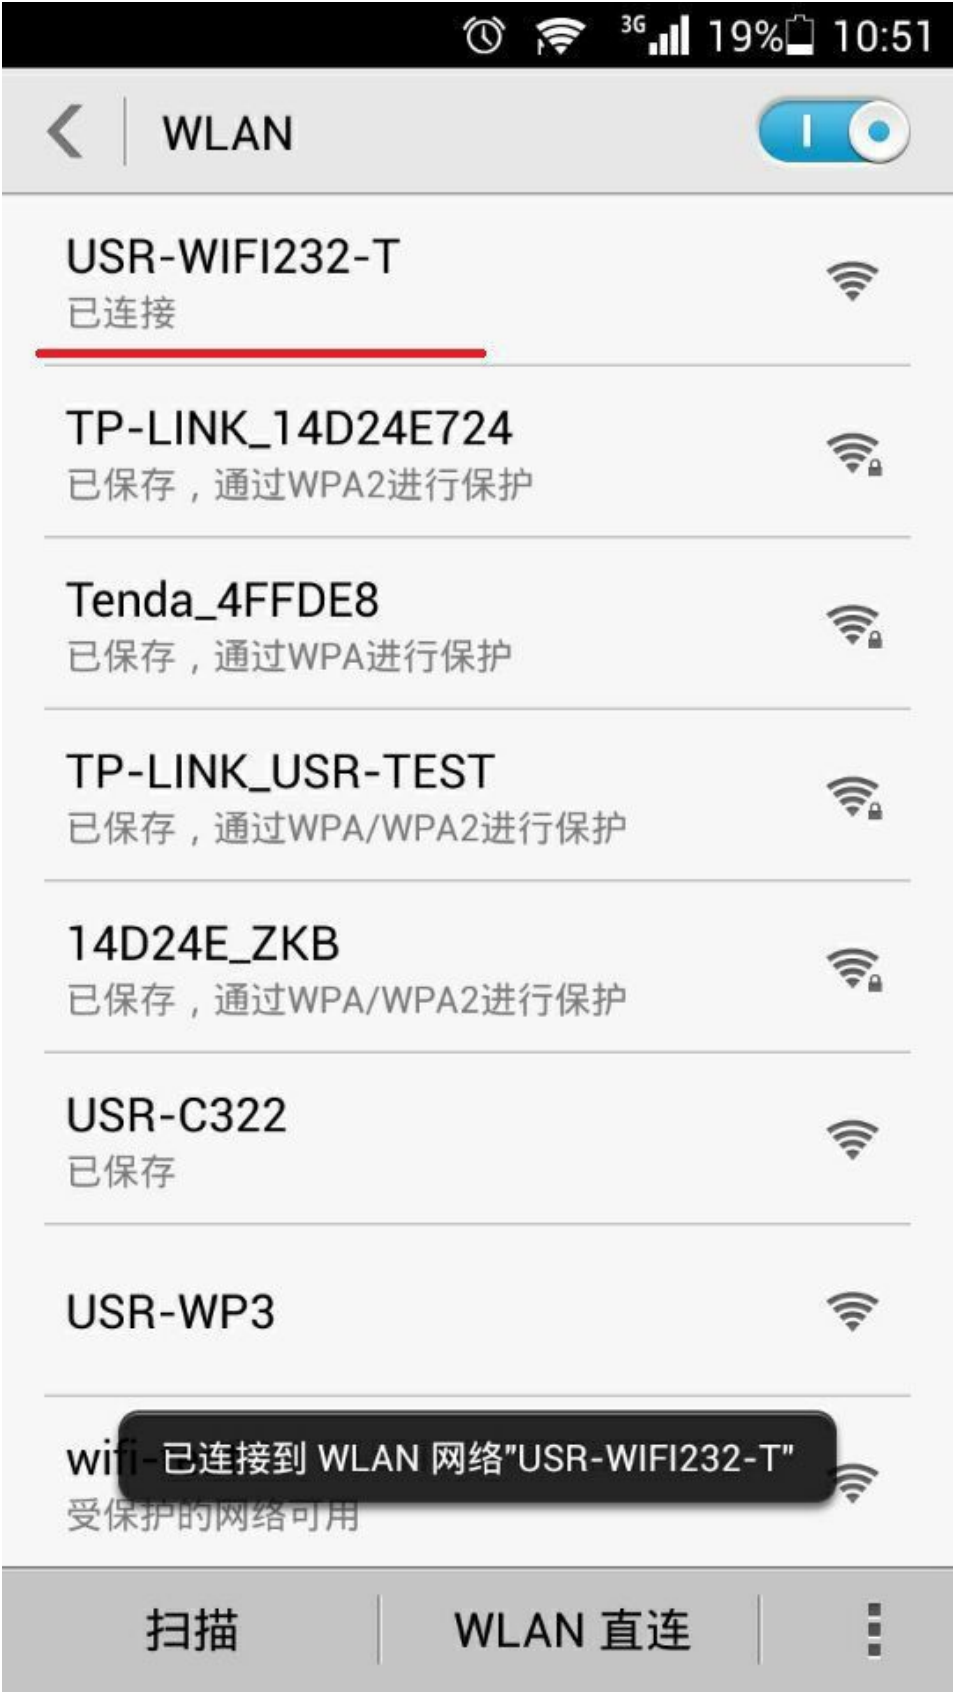 3G 19% 10:51
WLAN
USR-WIFI232-T
已连接
TP-LINK_14D24E724
已保存，通过WPA2进行保护
Tenda_4FFDE8
已保存，通过WPA进行保护
TP-LINK_USR-TEST
已保存，通过WPA/WPA2进行保护
14D24E_ZKB
已保存，通过WPA/WPA2进行保护
USR-C322
已保存
USR-WP3
已连接到 WLAN 网络"USR-WIFI232-T"
受保护的网络可用
扫描 WLAN 直连